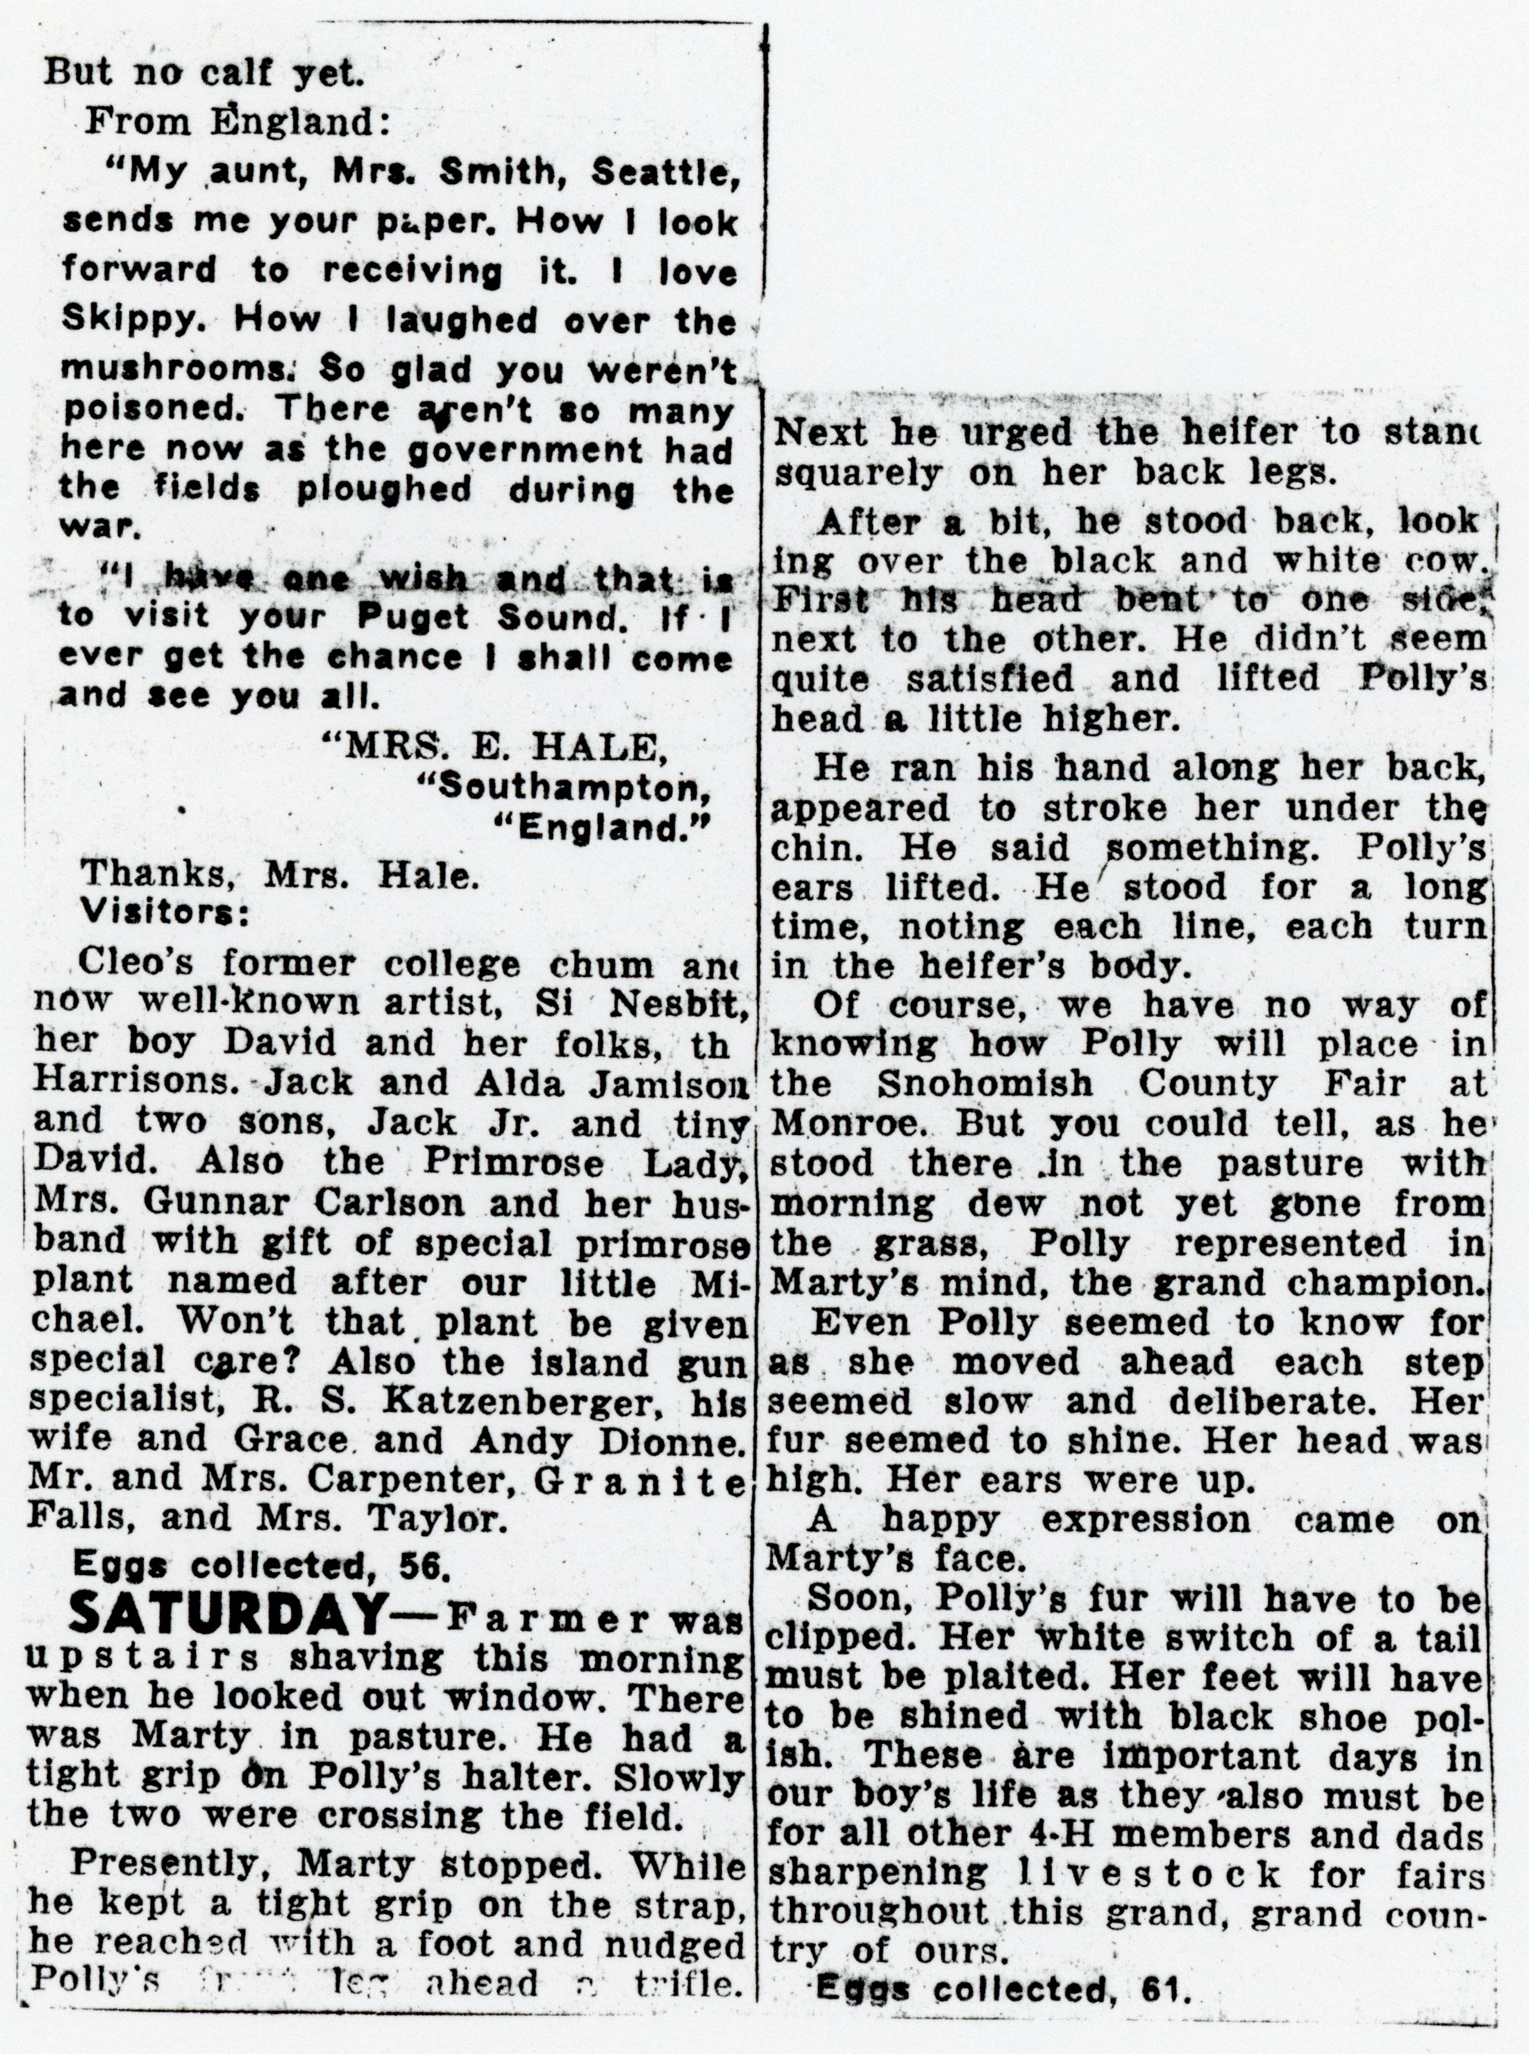 But no calf yet.
From England:
"My aunt, Mrs. Smith, Seattle,
sends me your paper. How I look
forward to receiving it. I love
Skippy. How I laughed over the
mushrooms. So glad you weren't
poisoned. There aren't so many
here now as the government had
the fields ploughed during the
war.
"I have one wish and that is
to visit your Puget Sound. If I
ever get the chance I shall come
and see you all.
"MRS. E. HALE,
"Southampton,
"England."
Thanks, Mrs. Hale.
Visitors:
Cleo's former college chum and
now well-known artist, Si Nesbit,
her boy David and her folks, th
Harrisons. Jack and Alda Jamison
and two sons, Jack Jr. and tiny
David. Also the Primrose Lady,
Mrs. Gunnar Carlson and her hus-
band with gift of special primrose
plant named after our little Mi-
chael. Won't that plant be given
special care? Also the island gun
specialist, R. S. Katzenberger, his
wife and Grace and Andy Dionne.
Mr. and Mrs. Carpenter, Granite
Falls, and Mrs. Taylor.
Eggs collected, 56.
SATURDAY—Farmer was
upstairs shaving this morning
when he looked out window. There
was Marty in pasture. He had a
tight grip on Polly's halter. Slowly
the two were crossing the field.
Presently, Marty stopped. While
he kept a tight grip on the strap,
he reached with a foot and nudged
Polly's front leg ahead a trifle.
Next he urged the heifer to stand
squarely on her back legs.
After a bit, he stood back, look
ing over the black and white cow.
First his head bent to one side,
next to the other. He didn't seem
quite satisfied and lifted Polly's
head a little higher.
He ran his hand along her back,
appeared to stroke her under the
chin. He said something. Polly's
ears lifted. He stood for a long
time, noting each line, each turn
in the heifer's body.
Of course, we have no way of
knowing how Polly will place in
the Snohomish County Fair at
Monroe. But you could tell, as he
stood there in the pasture with
morning dew not yet gone from
the grass, Polly represented in
Marty's mind, the grand champion.
Even Polly seemed to know for
as she moved ahead each step
seemed slow and deliberate. Her
fur seemed to shine. Her head was
high. Her ears were up.
A happy expression came on
Marty's face.
Soon, Polly's fur will have to be
clipped. Her white switch of a tail
must be plaited. Her feet will have
to be shined with black shoe pol-
ish. These are important days in
our boy's life as they also must be
for all other 4-H members and dads
sharpening livestock for fairs
throughout this grand, grand coun-
try of ours.
Eggs collected, 61.